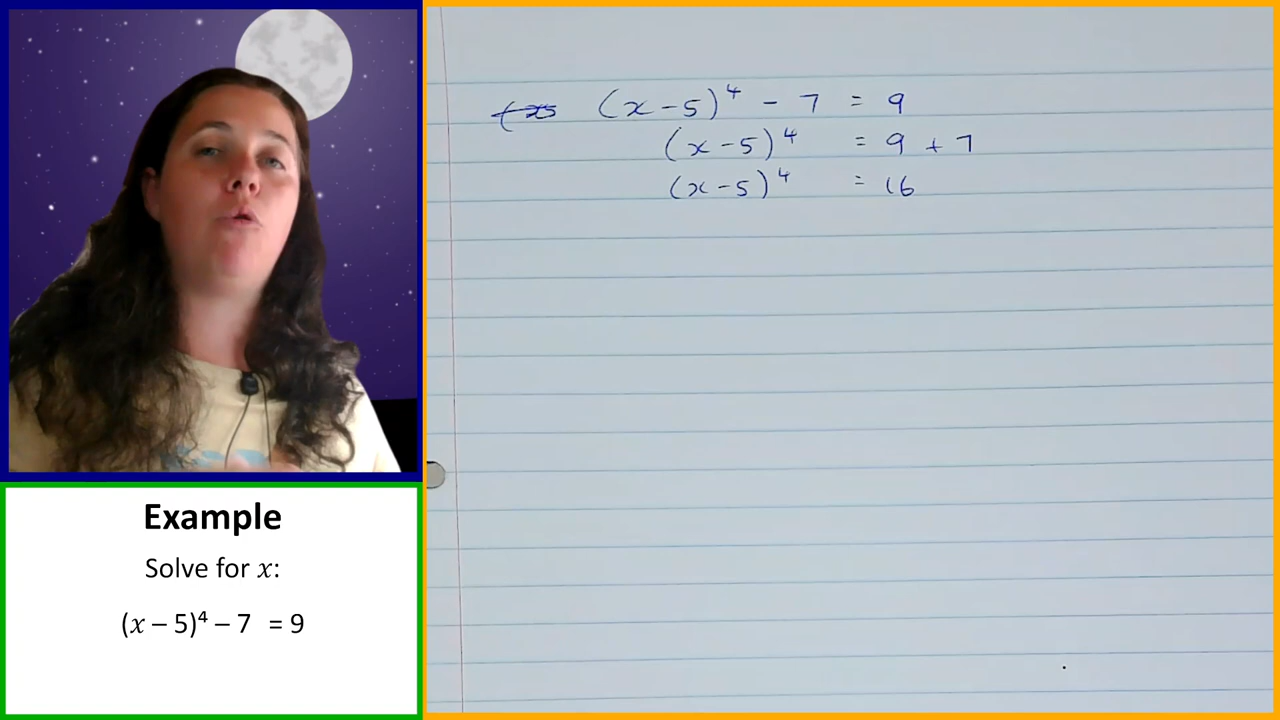 Example
Solve for x:
(x – 5)⁴ – 7 = 9
(x - 5)⁴ - 7 = 9
(x - 5)⁴ = 9 + 7
(x - 5)⁴ = 16